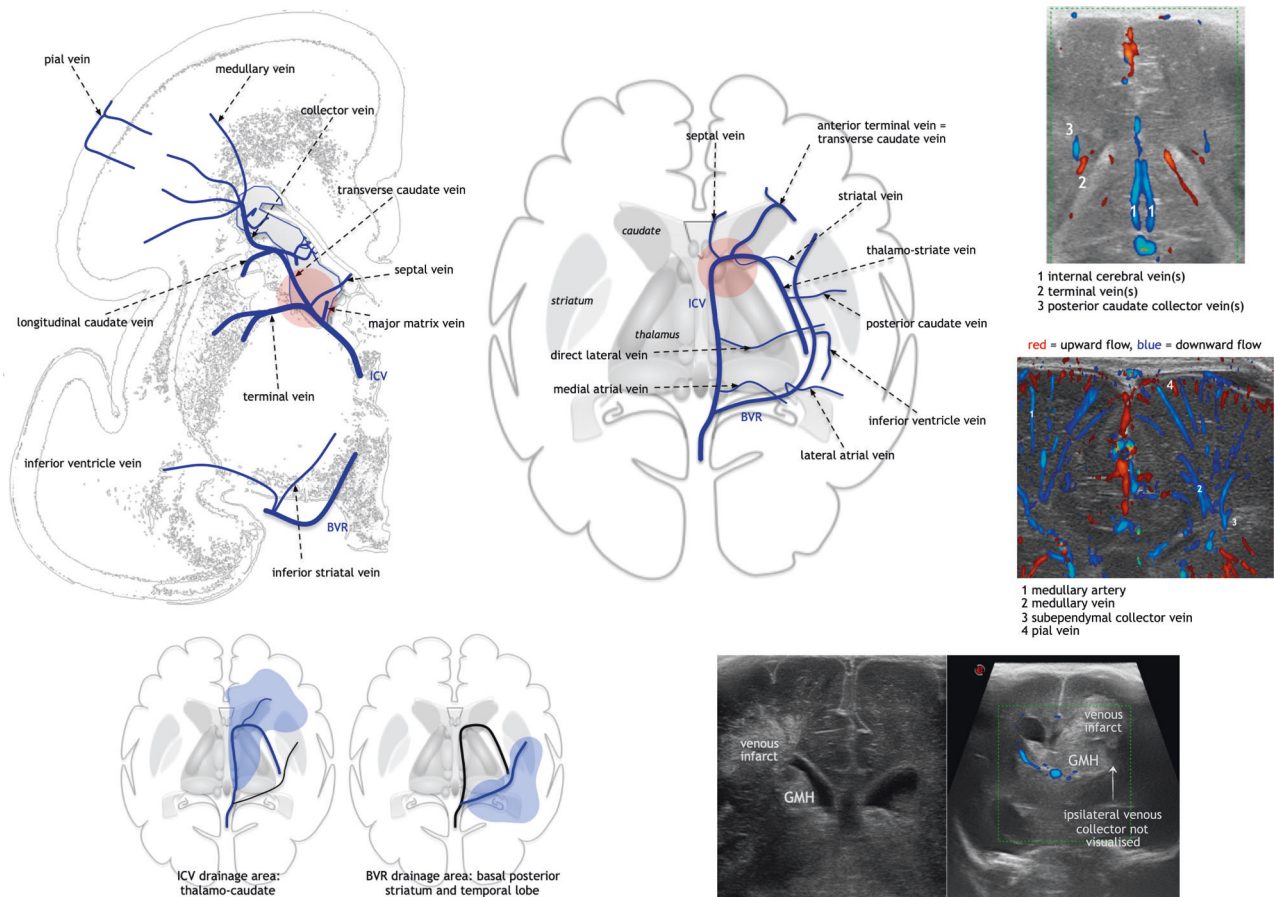 pial vein
medullary vein
collector vein
transverse caudate vein
septal vein
longitudinal caudate vein
major matrix vein
ICV
terminal vein
inferior ventricle vein
BVR
inferior striatal vein
septal vein
anterior terminal vein =
transverse caudate vein
striatal vein
caudate
thalamo-striate vein
ICV
striatum
posterior caudate vein
thalamus
direct lateral vein
medial atrial vein
inferior ventricle vein
BVR
lateral atrial vein
3
2
1 1
1 internal cerebral vein(s)
2 terminal vein(s)
3 posterior caudate collector vein(s)
red = upward flow, blue = downward flow
4
1
2
3
1 medullary artery
2 medullary vein
3 subependymal collector vein
4 pial vein
ICV drainage area:
thalamo-caudate
BVR drainage area: basal posterior
striatum and temporal lobe
venous
infarct
GMH
venous
infarct
GMH
ipsilateral venous
collector not
visualised